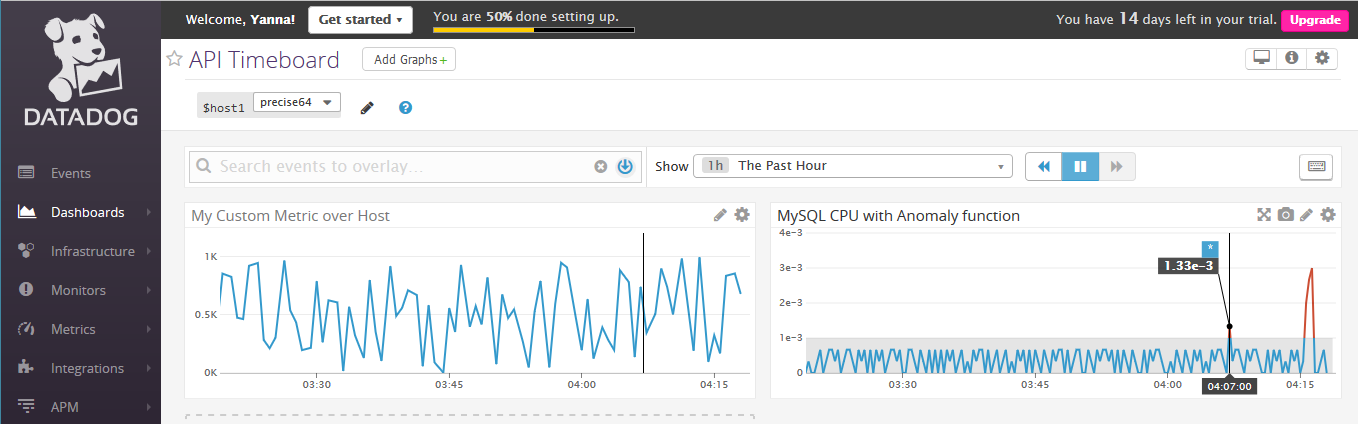 DATADOG
Events
Dashboards
Infrastructure
Monitors
Metrics
Integrations
APM
Welcome, Yanna! Get started You are 50% done setting up. You have 14 days left in your trial. Upgrade
API Timeboard Add Graphs+
$host1 precise64 ?
Search events to overlay... Show 1h The Past Hour
My Custom Metric over Host
1K
0.5K
0K
03:30 03:45 04:00 04:15
MySQL CPU with Anomaly function
4e-3
3e-3
2e-3
1e-3
0
*
1.33e-3
03:30 03:45 04:00 04:07:00 04:15